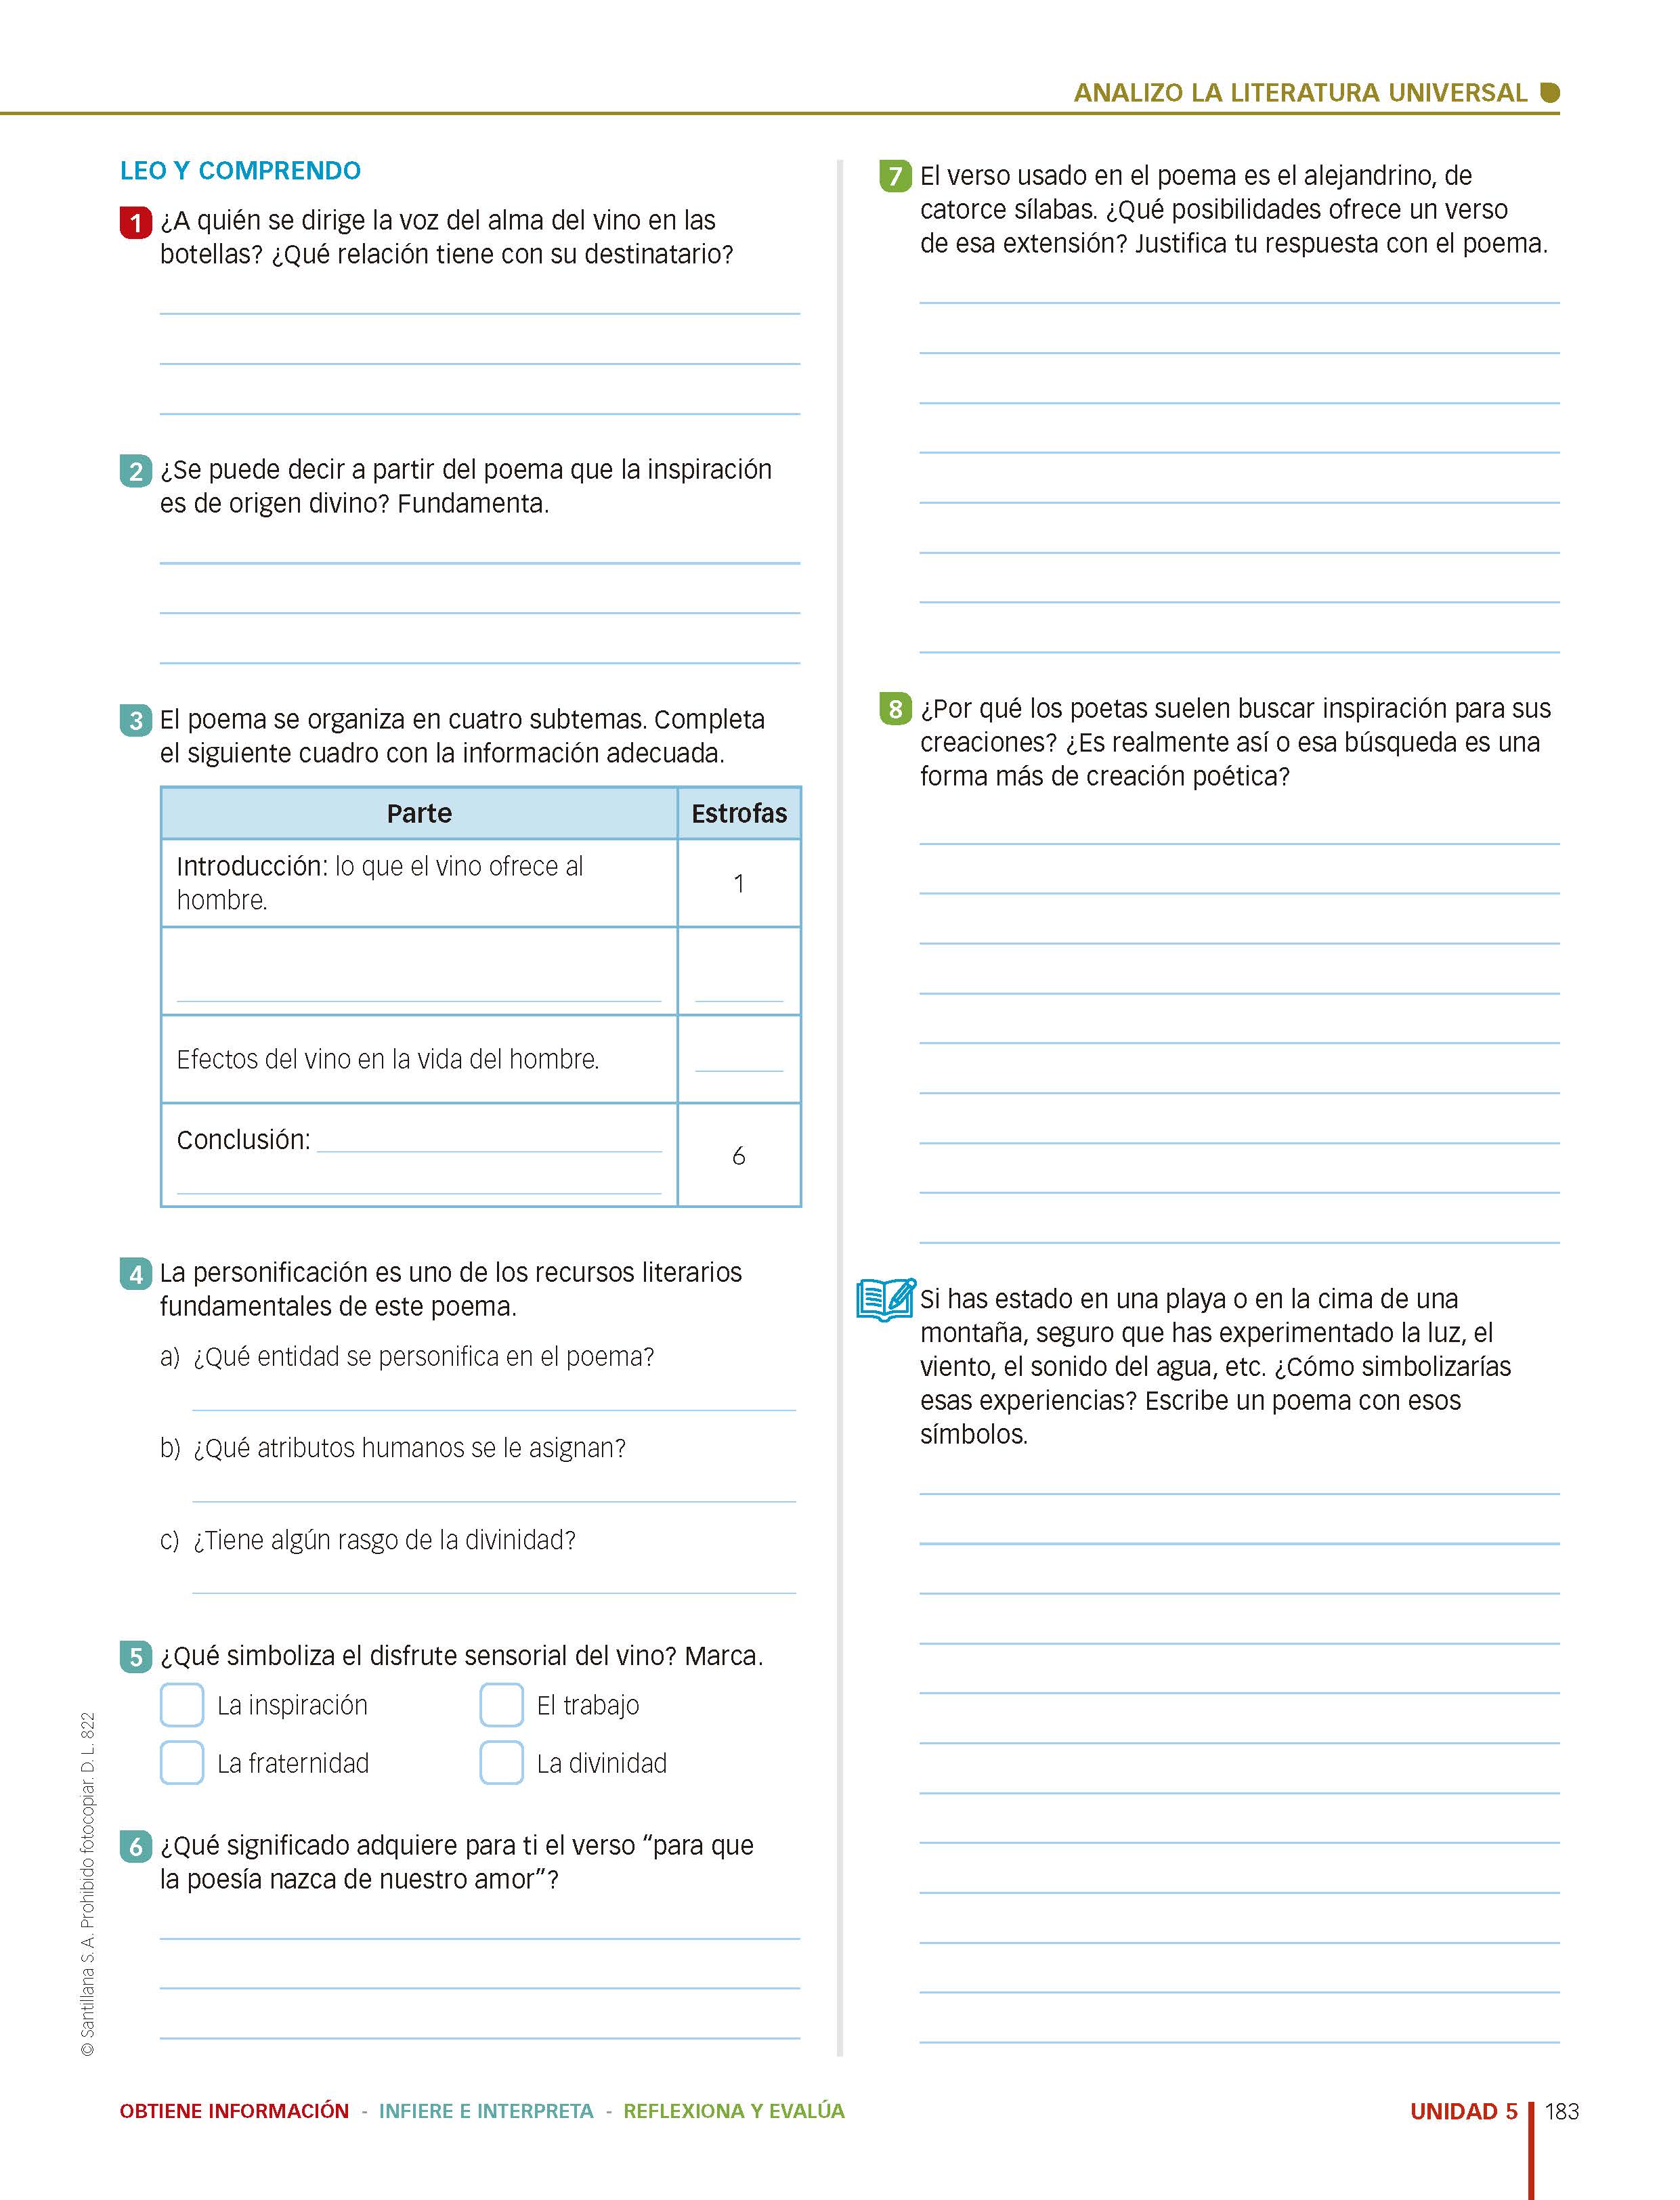 ANALIZO LA LITERATURA UNIVERSAL
LEO Y COMPRENDO
1 ¿A quién se dirige la voz del alma del vino en las
botellas? ¿Qué relación tiene con su destinatario?
2 ¿Se puede decir a partir del poema que la inspiración
es de origen divino? Fundamenta.
3 El poema se organiza en cuatro subtemas. Completa
el siguiente cuadro con la información adecuada.
Parte Estrofas
Introducción: lo que el vino ofrece al
hombre.
1
Efectos del vino en la vida del hombre.
Conclusión:
6
4 La personificación es uno de los recursos literarios
fundamentales de este poema.
a) ¿Qué entidad se personifica en el poema?
b) ¿Qué atributos humanos se le asignan?
c) ¿Tiene algún rasgo de la divinidad?
5 ¿Qué simboliza el disfrute sensorial del vino? Marca.
La inspiración El trabajo
La fraternidad La divinidad
6 ¿Qué significado adquiere para ti el verso “para que
la poesía nazca de nuestro amor”?
7 El verso usado en el poema es el alejandrino, de
catorce sílabas. ¿Qué posibilidades ofrece un verso
de esa extensión? Justifica tu respuesta con el poema.
8 ¿Por qué los poetas suelen buscar inspiración para sus
creaciones? ¿Es realmente así o esa búsqueda es una
forma más de creación poética?
Si has estado en una playa o en la cima de una
montaña, seguro que has experimentado la luz, el
viento, el sonido del agua, etc. ¿Cómo simbolizarías
esas experiencias? Escribe un poema con esos
símbolos.
© Santillana S. A. Prohibido fotocopiar. D. L. 822
OBTIENE INFORMACIÓN - INFIERE E INTERPRETA - REFLEXIONA Y EVALÚA
UNIDAD 5 183